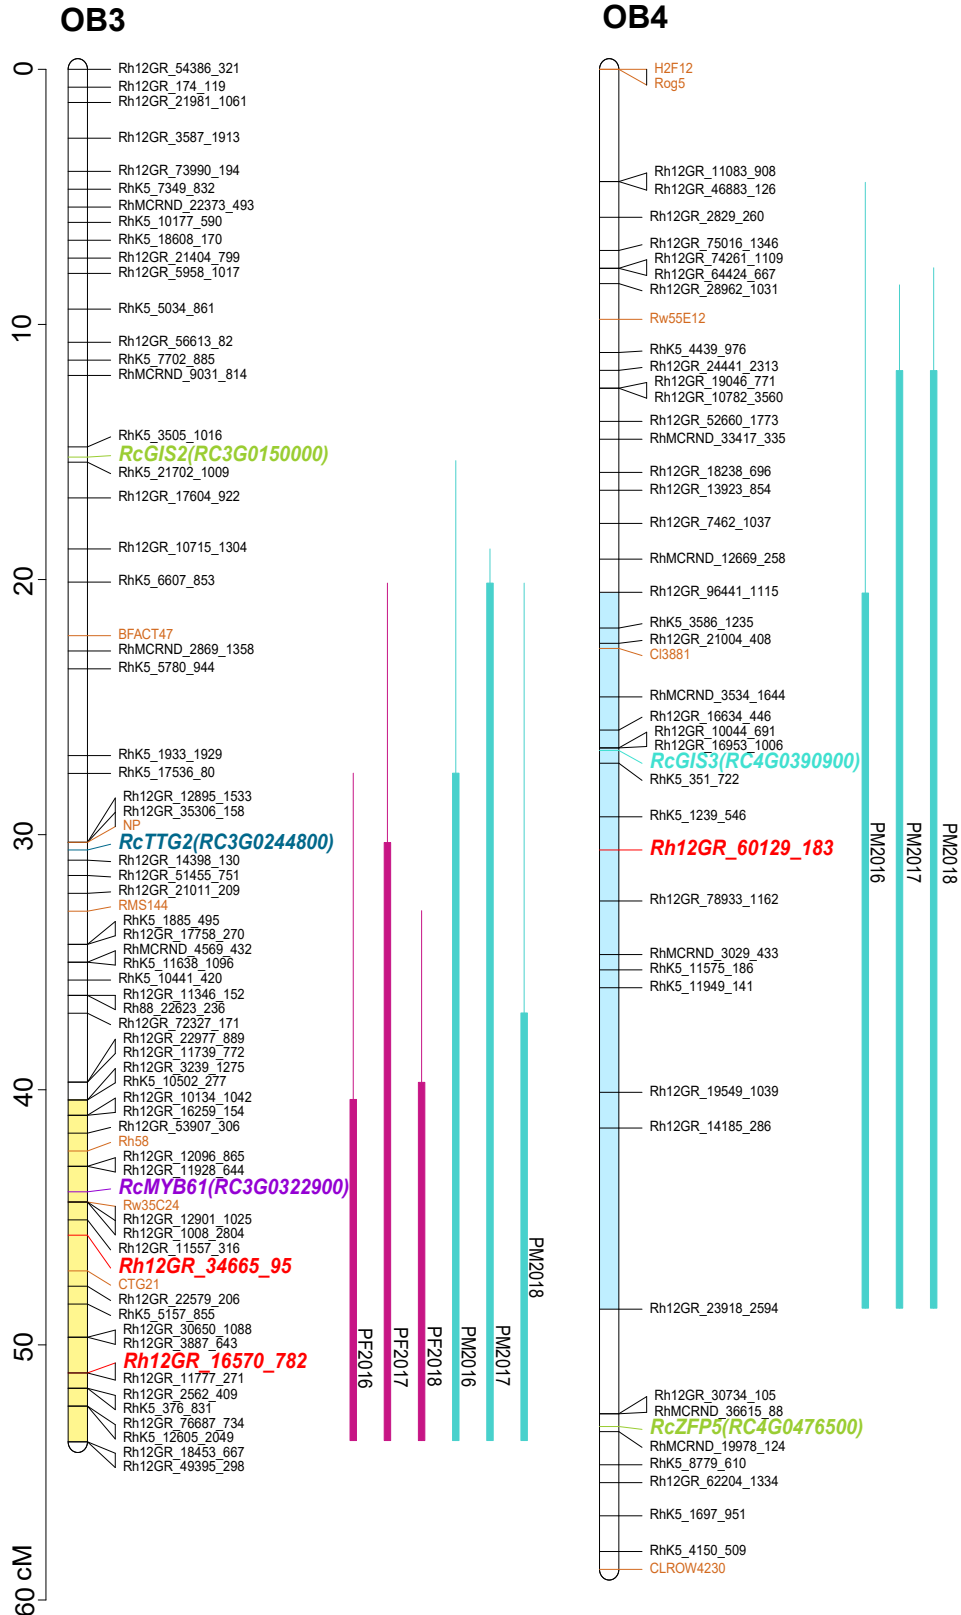 OB3
0
10
20
30
40
50
60 cM
Rh12GR_54386_321
Rh12GR_174_119
Rh12GR_21981_1061
Rh12GR_3587_1913
Rh12GR_73990_194
RhK5_7349_832
RhMCRND_22373_493
RhK5_10177_590
RhK5_18608_170
Rh12GR_21404_799
Rh12GR_5958_1017
RhK5_5034_861
Rh12GR_56613_82
RhK5_7702_885
RhMCRND_9031_814
RhK5_3505_1016
RcGIS2(RC3G0150000)
RhK5_21702_1009
Rh12GR_17604_922
Rh12GR_10715_1304
RhK5_6607_853
BFACT47
RhMCRND_2869_1358
RhK5_5780_944
RhK5_1933_1929
RhK5_17536_80
Rh12GR_12895_1533
Rh12GR_35306_158
NP
RcTTG2(RC3G0244800)
Rh12GR_14398_130
Rh12GR_51455_751
Rh12GR_21011_209
RMS144
RhK5_1885_495
Rh12GR_17758_270
RhMCRND_4569_432
RhK5_11638_1096
RhK5_10441_420
Rh12GR_11346_152
Rh88_22623_236
Rh12GR_72327_171
Rh12GR_22977_889
Rh12GR_11739_772
Rh12GR_3239_1275
RhK5_10502_277
Rh12GR_10134_1042
Rh12GR_16259_154
Rh12GR_53907_306
Rh58
Rh12GR_12096_865
Rh12GR_11928_644
RcMYB61(RC3G0322900)
Rw35C24
Rh12GR_12901_1025
Rh12GR_1008_2804
Rh12GR_11557_316
Rh12GR_34665_95
CTG21
Rh12GR_22579_206
RhK5_5157_855
Rh12GR_30650_1088
Rh12GR_3887_643
Rh12GR_16570_782
Rh12GR_11777_271
Rh12GR_2562_409
RhK5_376_831
Rh12GR_76687_734
RhK5_12605_2049
Rh12GR_18453_667
Rh12GR_49395_298
PF2016
PF2017
PF2018
PM2016
PM2017
PM2018
OB4
H2F12
Rog5
Rh12GR_11083_908
Rh12GR_46883_126
Rh12GR_2829_260
Rh12GR_75016_1346
Rh12GR_74261_1109
Rh12GR_64424_667
Rh12GR_28962_1031
Rw55E12
RhK5_4439_976
Rh12GR_24441_2313
Rh12GR_19046_771
Rh12GR_10782_3560
Rh12GR_52660_1773
RhMCRND_33417_335
Rh12GR_18238_696
Rh12GR_13923_854
Rh12GR_7462_1037
RhMCRND_12669_258
Rh12GR_96441_1115
RhK5_3586_1235
Rh12GR_21004_408
Cl3881
RhMCRND_3534_1644
Rh12GR_16634_446
Rh12GR_10044_691
Rh12GR_16953_1006
RcGIS3(RC4G0390900)
RhK5_351_722
RhK5_1239_546
Rh12GR_60129_183
Rh12GR_78933_1162
RhMCRND_3029_433
RhK5_11575_186
RhK5_11949_141
Rh12GR_19549_1039
Rh12GR_14185_286
Rh12GR_23918_2594
Rh12GR_30734_105
RhMCRND_36615_88
RcZFP5(RC4G0476500)
RhMCRND_19978_124
RhK5_8779_610
Rh12GR_62204_1334
RhK5_1697_951
RhK5_4150_509
CLROW4230
PM2016
PM2017
PM2018